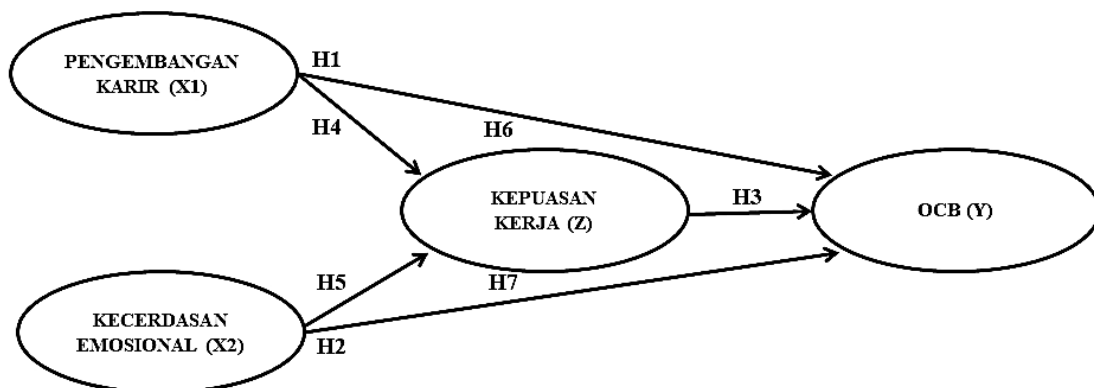 PENGEMBANGAN
KARIR (X1)
H1
H4
H6
KEPUASAN
KERJA (Z)
H3
OCB (Y)
H5
H7
KECERDASAN
EMOSIONAL (X2)
H2